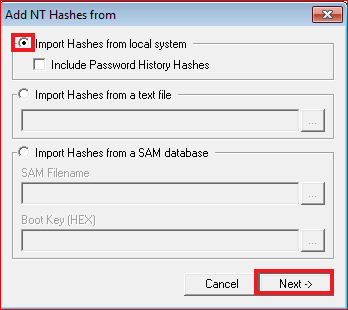 Add NT Hashes from
Import Hashes from local system
Include Password History Hashes
Import Hashes from a text file
...
Import Hashes from a SAM database
SAM Filename
...
Boot Key (HEX)
...
Cancel
Next ->